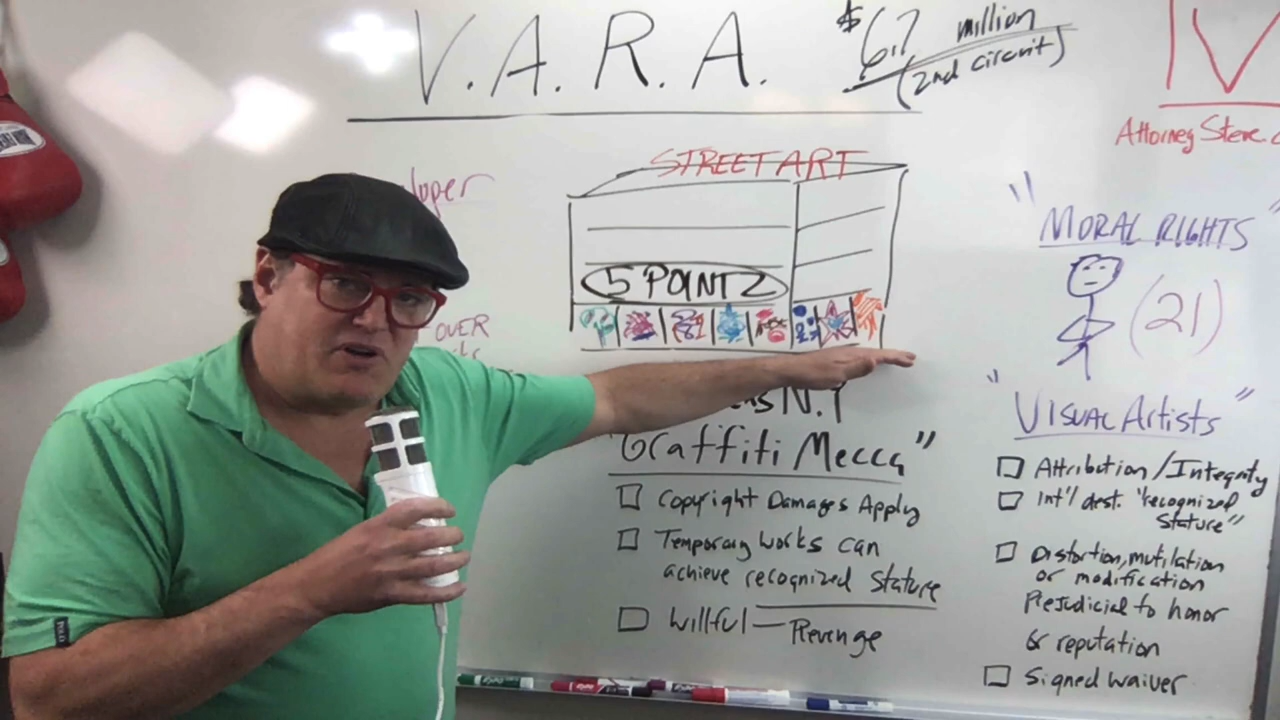 V.A.R.A.
$6.7 million
(2nd circuit)
IV
Attorney Steve.c
STREET ART
5 POINTZ
OVER
N.Y
"Graffiti Mecca"
☐ Copyright Damages Apply
☐ Temporary Works can
achieve recognized Stature
☐ Willful — Revenge
"MORAL RIGHTS"
(21)
"Visual Artists"
☐ Attribution/Integrity
☐ Int'l dest. "recognized
Stature"
☐ Distortion, mutilation
or modification
Prejudicial to honor
or reputation
☐ Signed Waiver